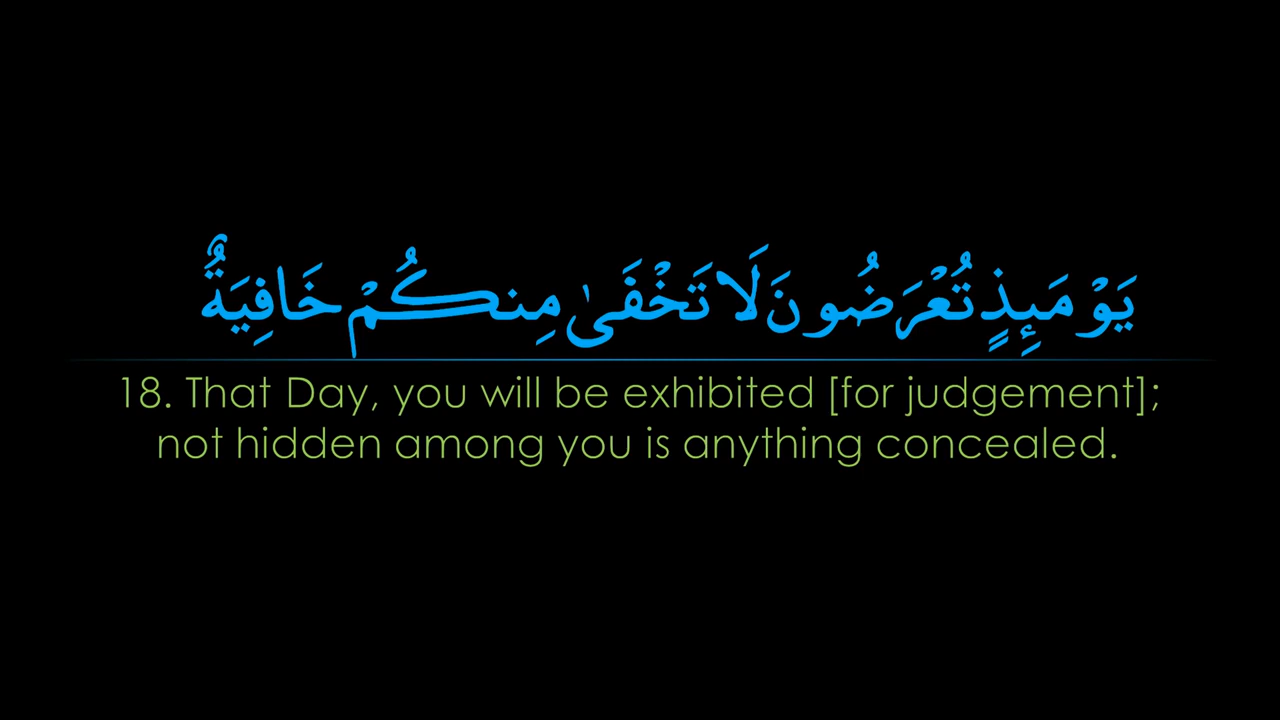 يَوْمَئِذٍ تُعْرَضُونَ لَا تَخْفَىٰ مِنكُمْ خَافِيَةٌ
18. That Day, you will be exhibited [for judgement];
not hidden among you is anything concealed.